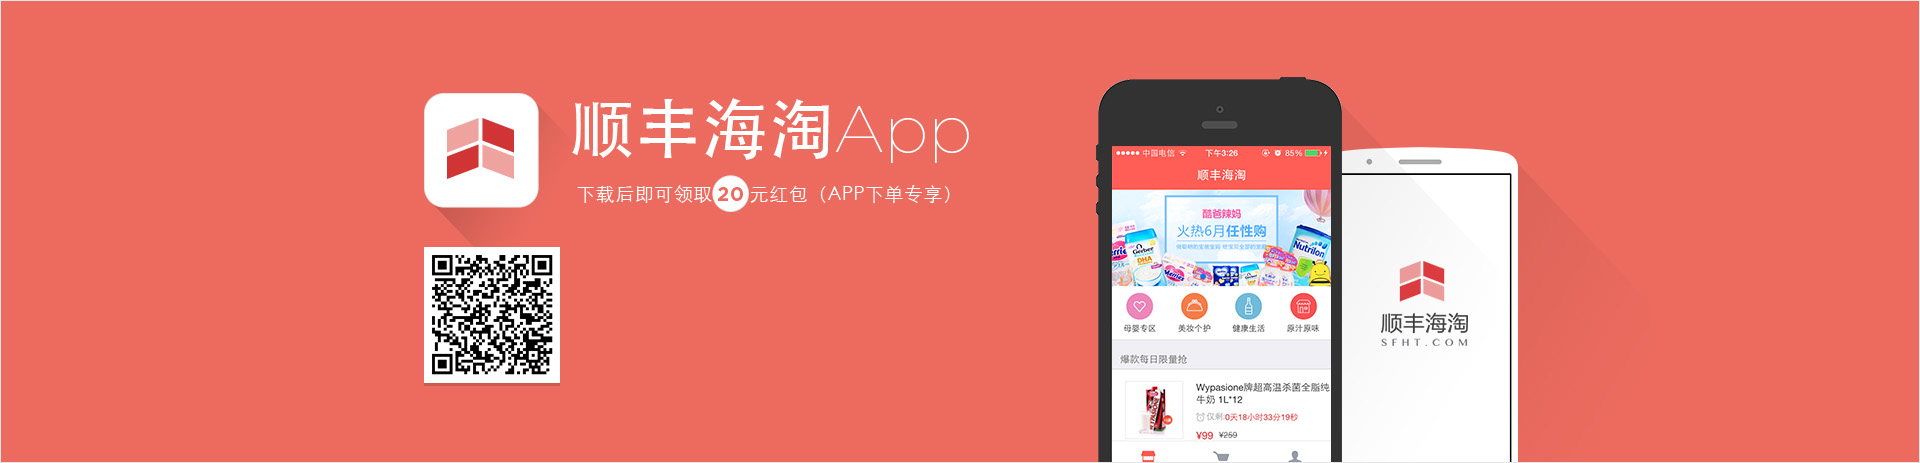 顺丰海淘App
下载后即可领取20元红包（APP下单专享）
中国电信 下午3:26 85%
顺丰海淘
酷爸辣妈
火热6月任性购
Gerber
DHA
Nutrilon
母婴专区 美妆个护 健康生活 原汁原味
爆款每日限量抢
Wypasione牌超高温杀菌全脂纯
牛奶 1L*12
仅剩:0天18小时33分19秒
¥99 ¥259
顺丰海淘
SFHT.COM